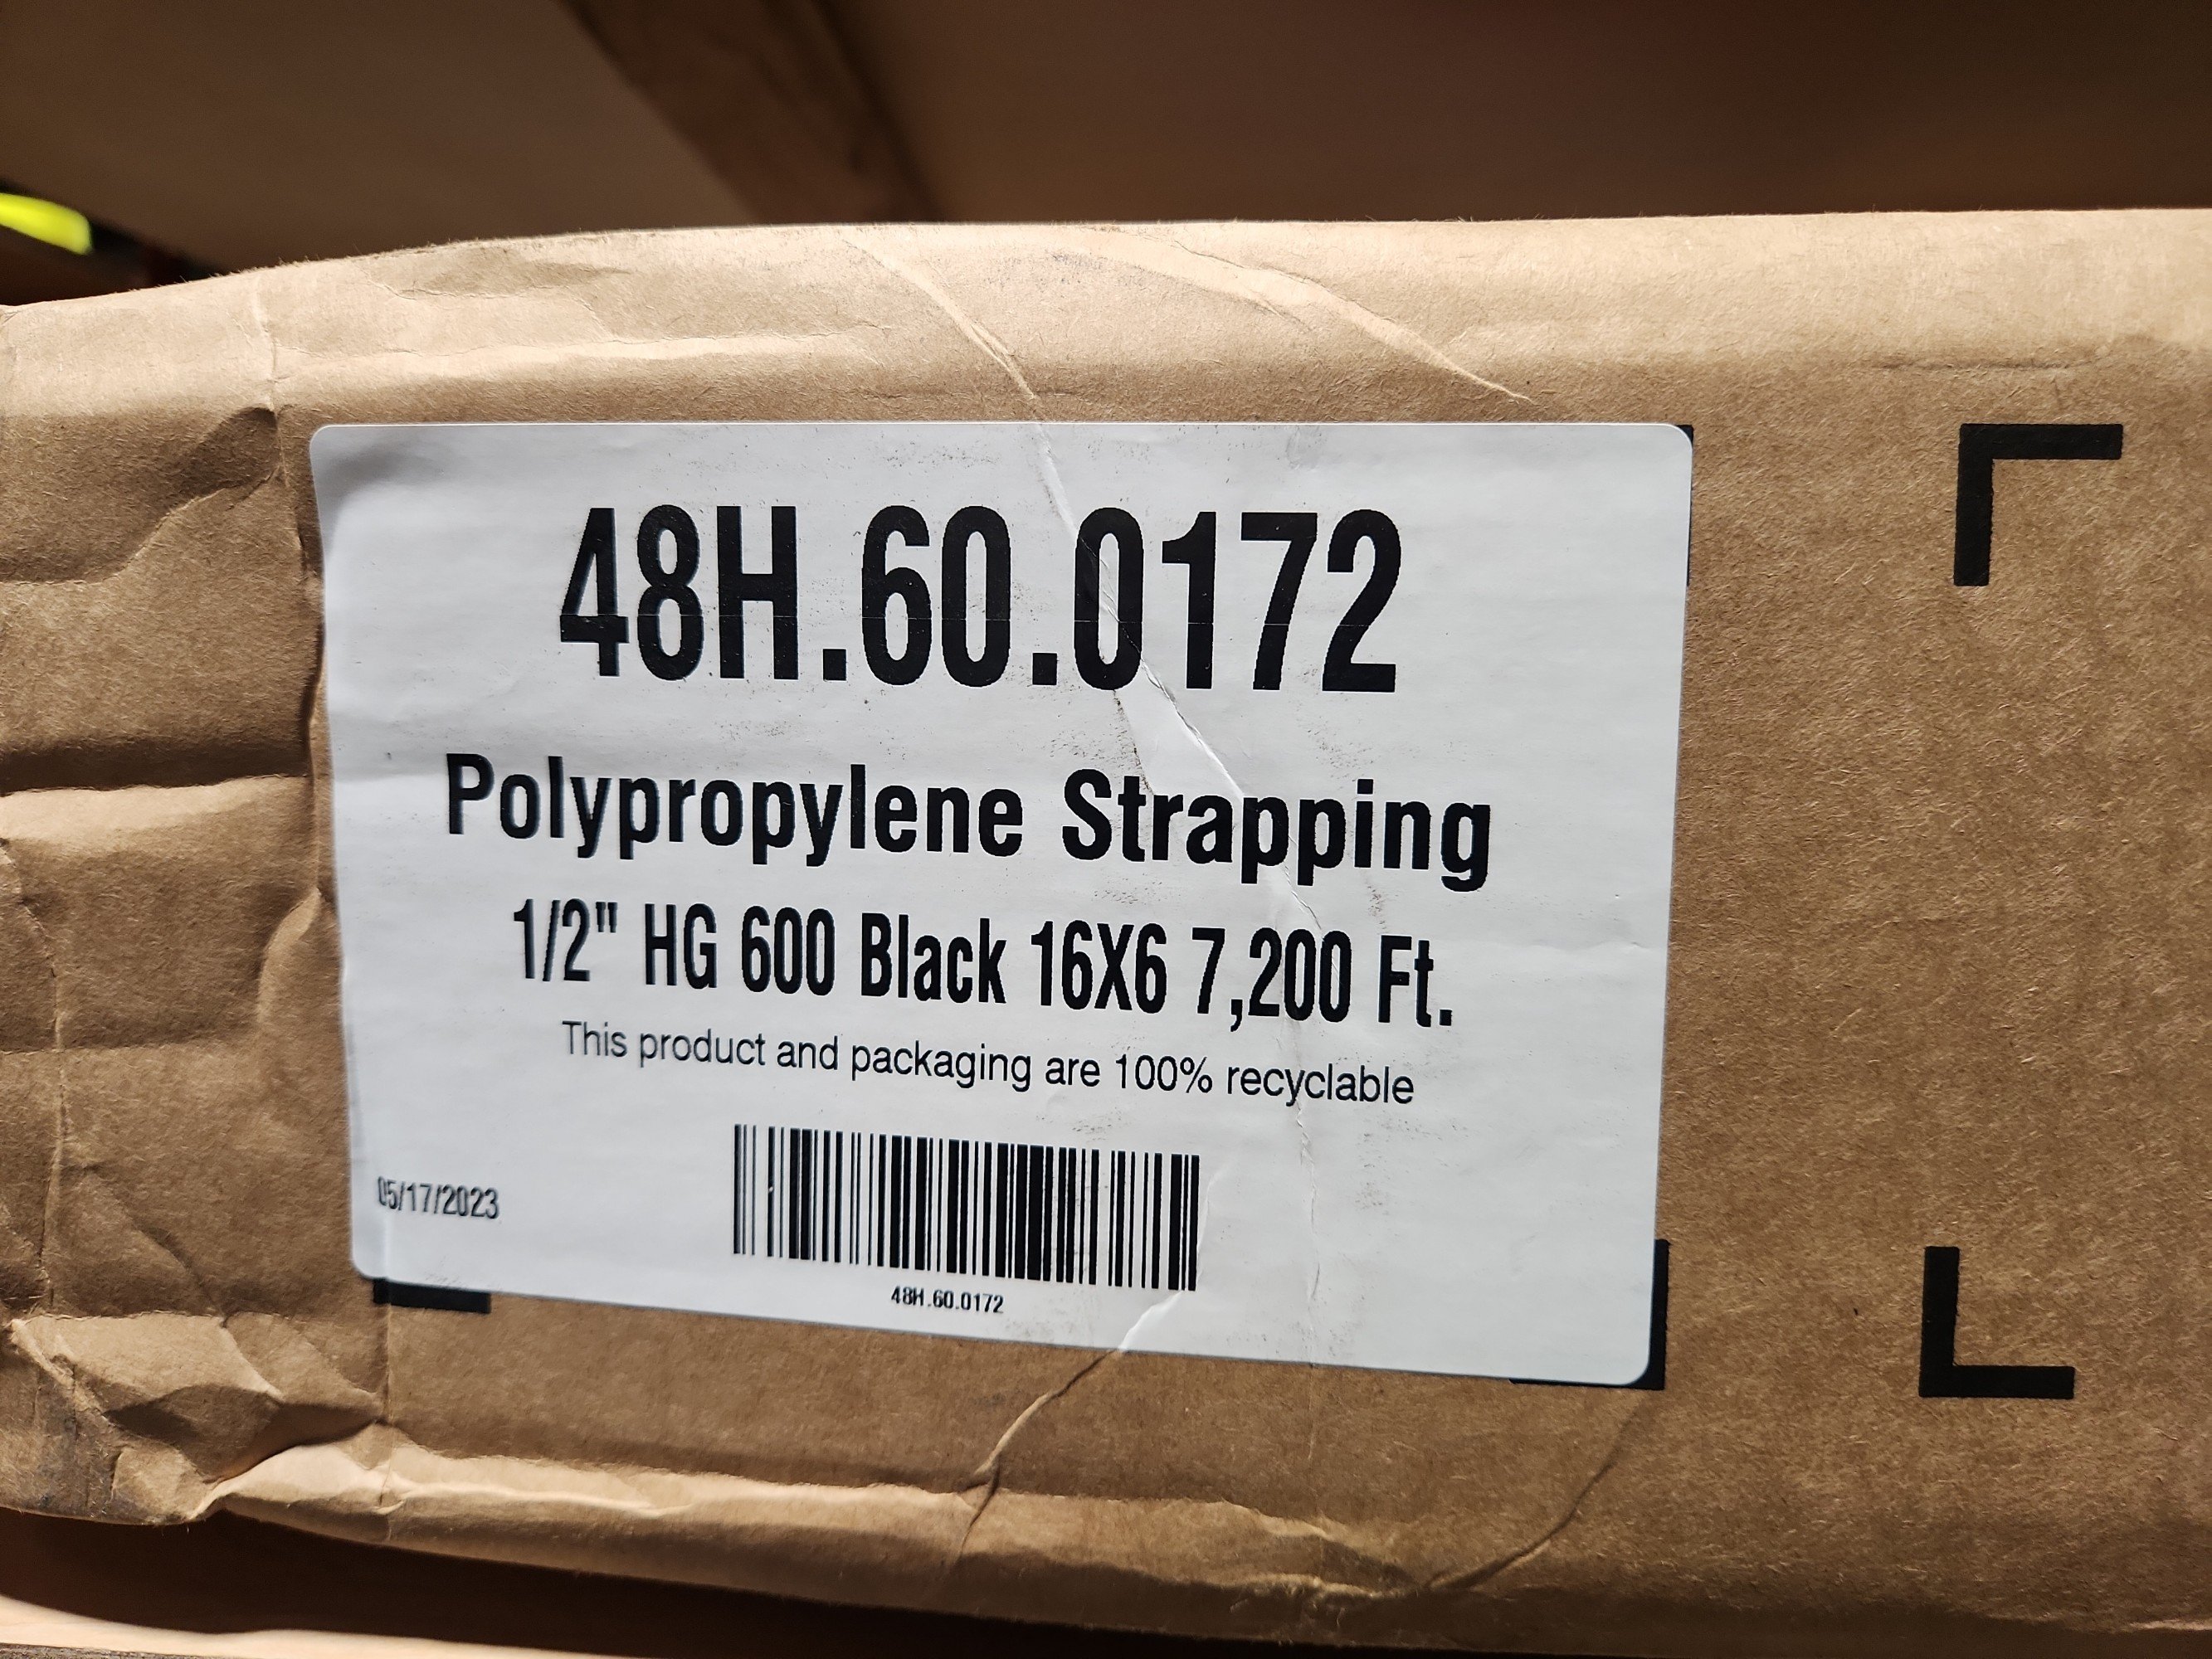 48H.60.0172
Polypropylene Strapping
1/2" HG 600 Black 16X6 7,200 Ft.
This product and packaging are 100% recyclable
05/17/2023
48H.60.0172